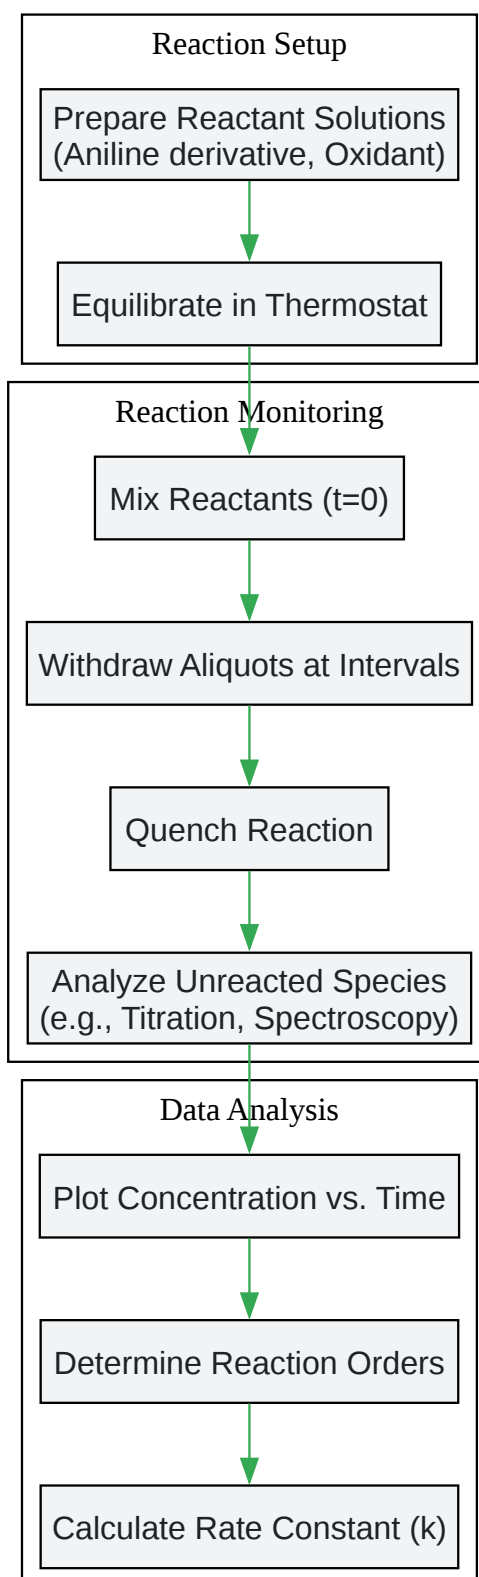 Reaction Setup
Prepare Reactant Solutions
(Aniline derivative, Oxidant)
Equilibrate in Thermostat
Reaction Monitoring
Mix Reactants (t=0)
Withdraw Aliquots at Intervals
Quench Reaction
Analyze Unreacted Species
(e.g., Titration, Spectroscopy)
Data Analysis
Plot Concentration vs. Time
Determine Reaction Orders
Calculate Rate Constant (k)